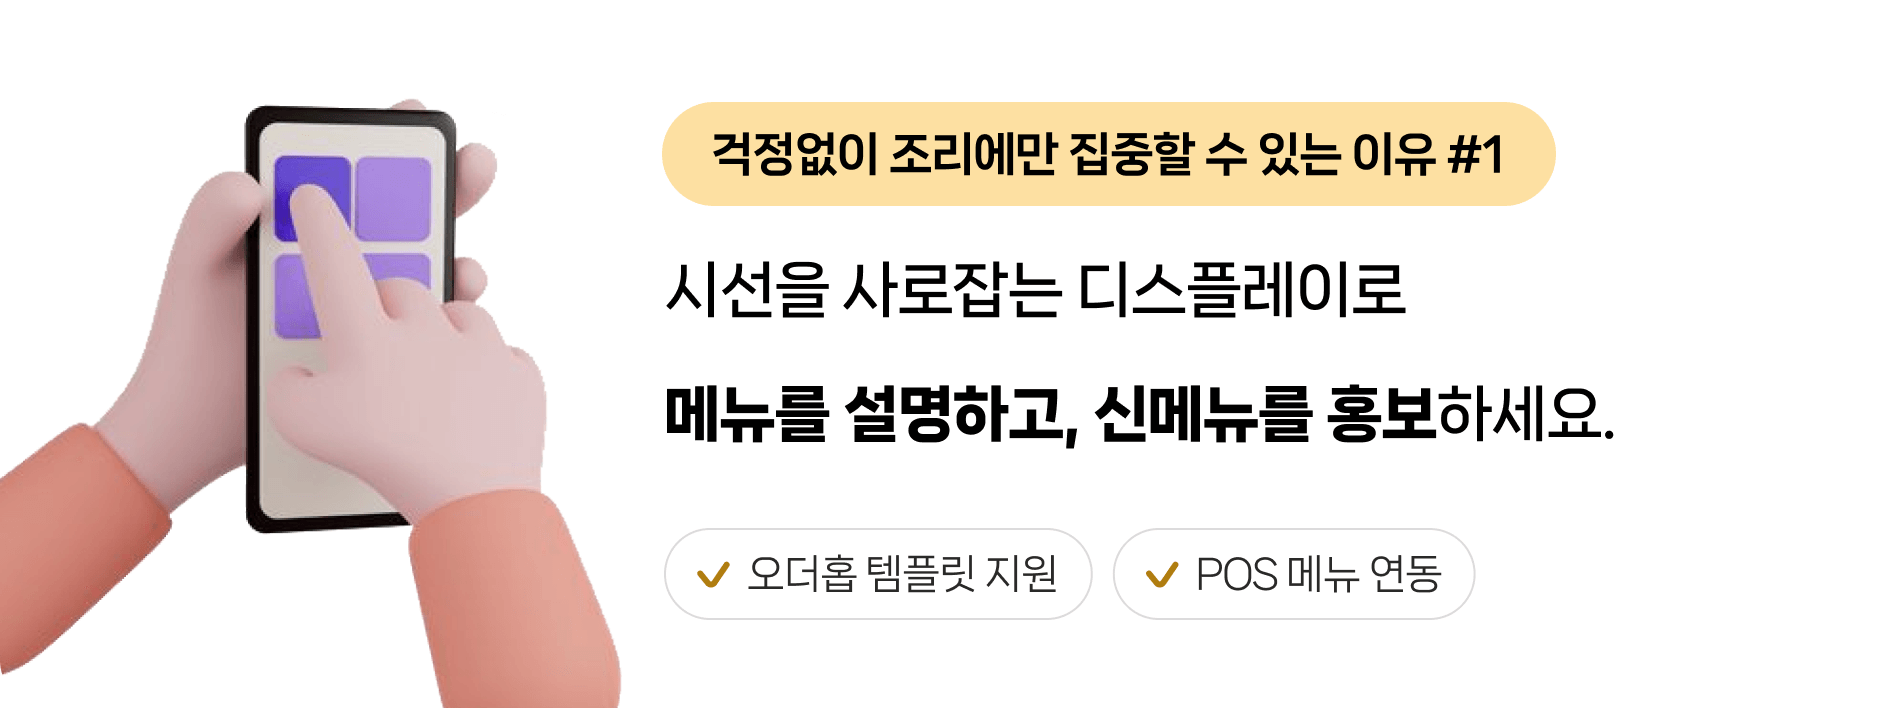 걱정없이 조리에만 집중할 수 있는 이유 #1
시선을 사로잡는 디스플레이로
메뉴를 설명하고, 신메뉴를 홍보하세요.
오더홉 템플릿 지원
POS 메뉴 연동